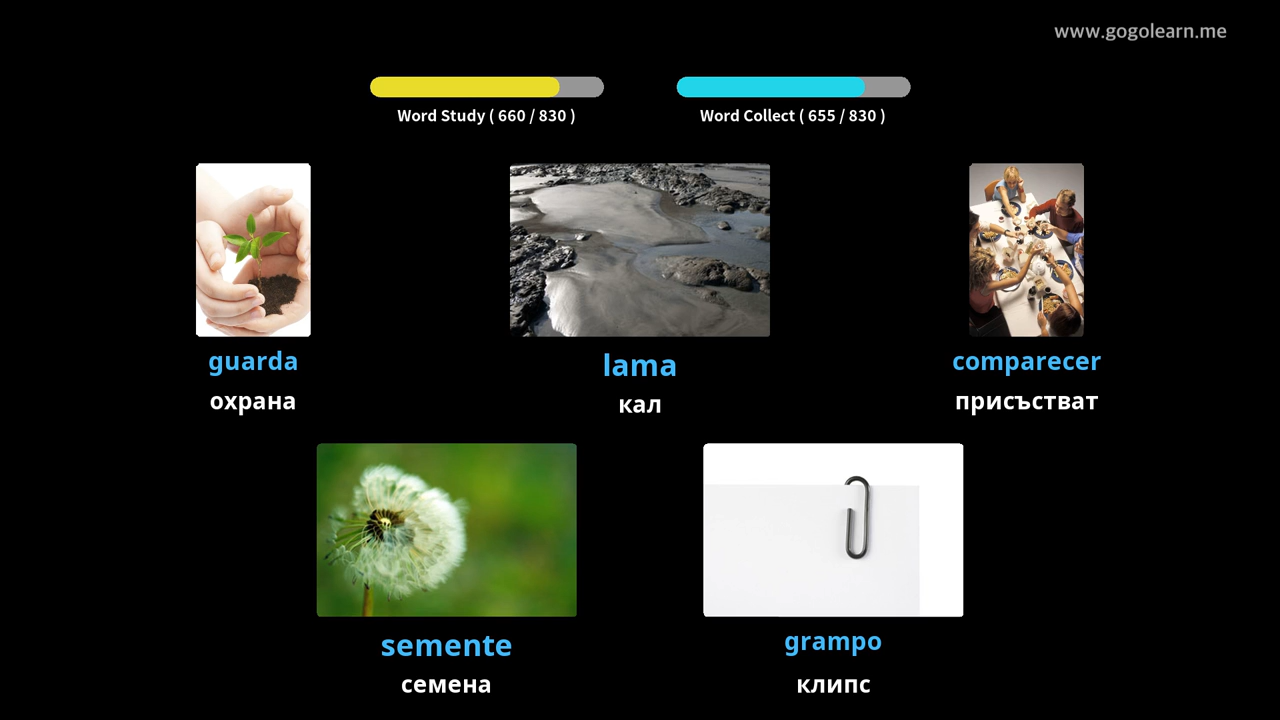 www.gogolearn.me
Word Study ( 660 / 830 )
Word Collect ( 655 / 830 )
guarda
охрана
lama
кал
comparecer
присъстват
semente
семена
grampo
клипс